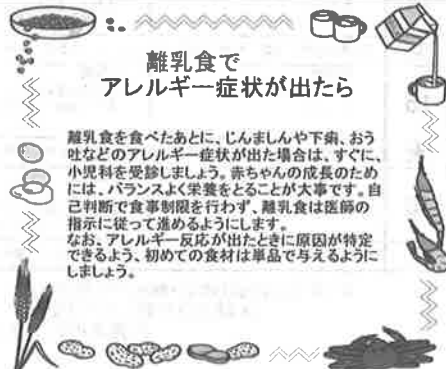 離乳食で
アレルギー症状が出たら
離乳食を食べたあとに、じんましんや下痢、おう
吐などのアレルギー症状が出た場合は、すぐに、
小児科を受診しましょう。赤ちゃんの成長のため
には、バランスよく栄養をとることが大事です。自
己判断で食事制限を行わず、離乳食は医師の
指示に従って進めるようにします。
なお、アレルギー反応が出たときに原因が特定
できるよう、初めての食材は単品で与えるように
しましょう。